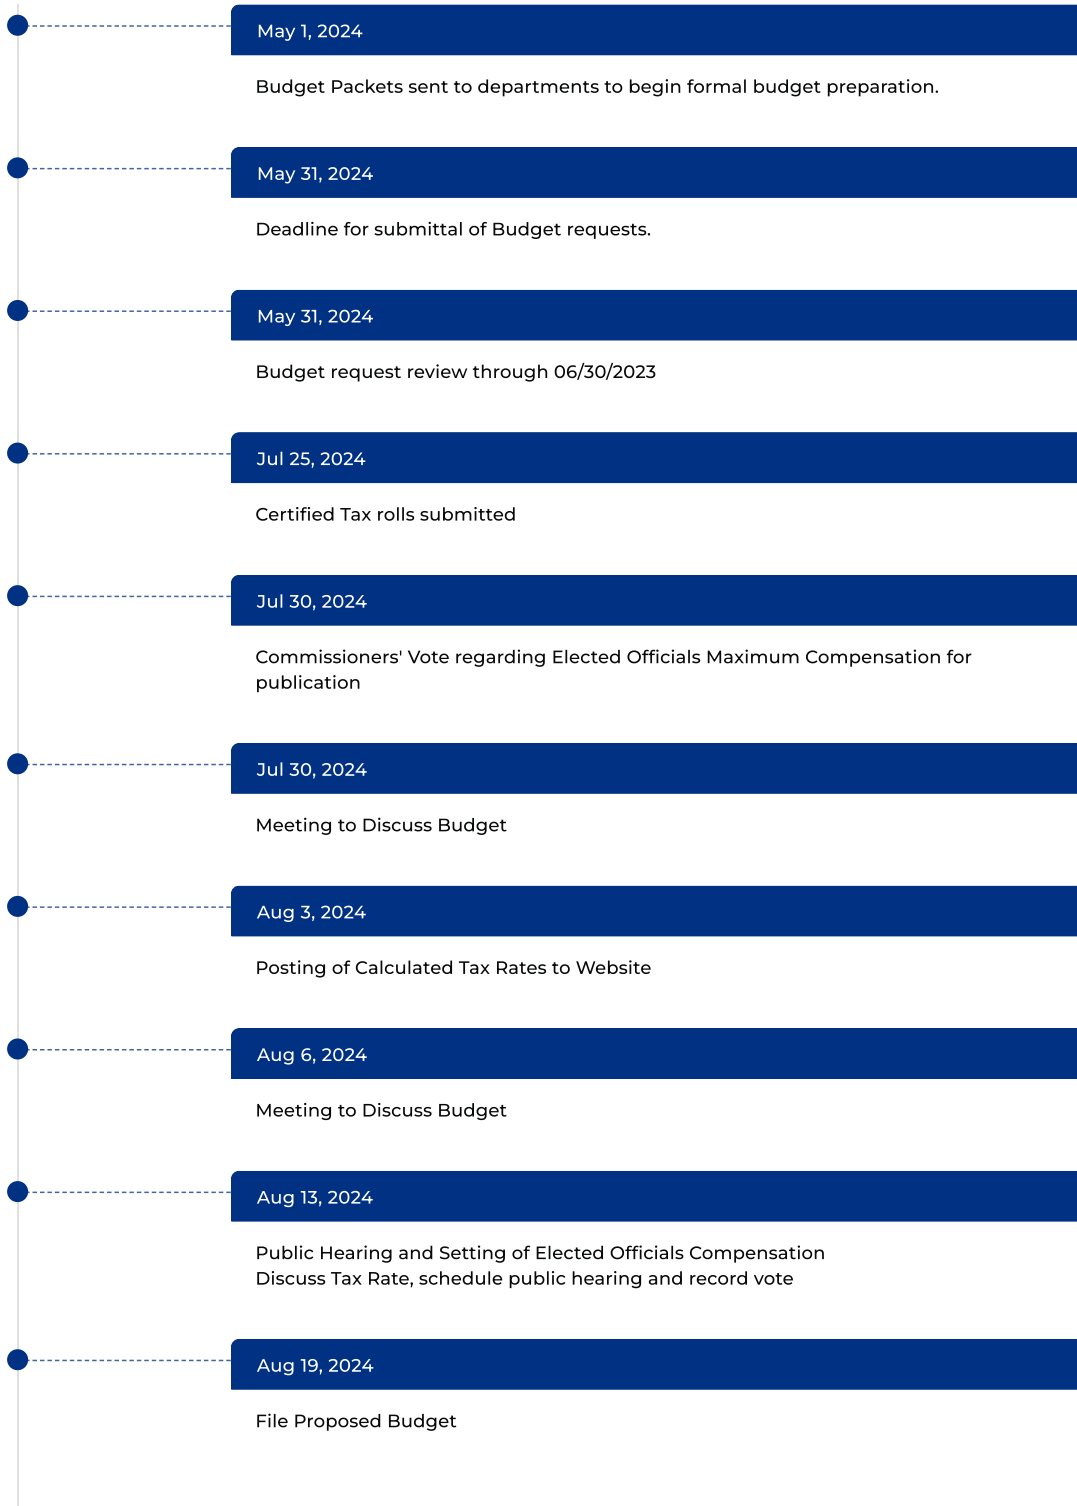 May 1, 2024
Budget Packets sent to departments to begin formal budget preparation.
May 31, 2024
Deadline for submittal of Budget requests.
May 31, 2024
Budget request review through 06/30/2023
Jul 25, 2024
Certified Tax rolls submitted
Jul 30, 2024
Commissioners' Vote regarding Elected Officials Maximum Compensation for
publication
Jul 30, 2024
Meeting to Discuss Budget
Aug 3, 2024
Posting of Calculated Tax Rates to Website
Aug 6, 2024
Meeting to Discuss Budget
Aug 13, 2024
Public Hearing and Setting of Elected Officials Compensation
Discuss Tax Rate, schedule public hearing and record vote
Aug 19, 2024
File Proposed Budget